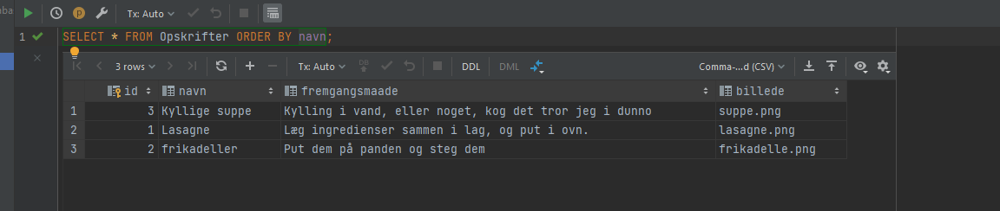 nba
Tx: Auto
1 SELECT * FROM Opskrifter ORDER BY navn;
3 rows Tx: Auto DB DDL DML Comma-...d (CSV)
id navn fremgangsmaade billede
1 3 Kyllige suppe Kylling i vand, eller noget, kog det tror jeg i dunno suppe.png
2 1 Lasagne Læg ingredienser sammen i lag, og put i ovn. lasagne.png
3 2 frikadeller Put dem på panden og steg dem frikadelle.png